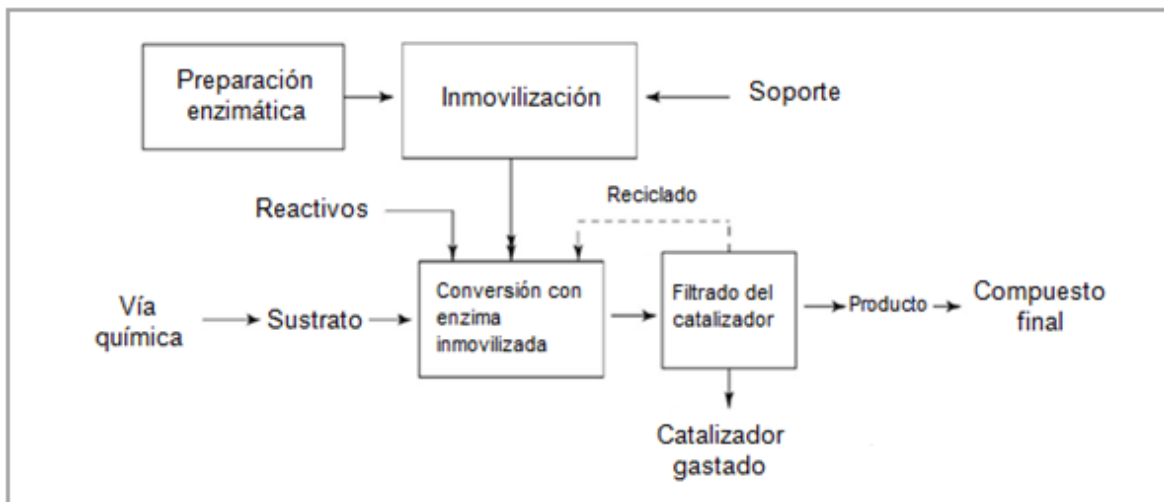 Preparación
enzimática
Inmovilización
Soporte
Reactivos
Reciclado
Vía
química
Sustrato
Conversión con
enzima
inmovilizada
Filtrado del
catalizador
Producto
Compuesto
final
Catalizador
gastado